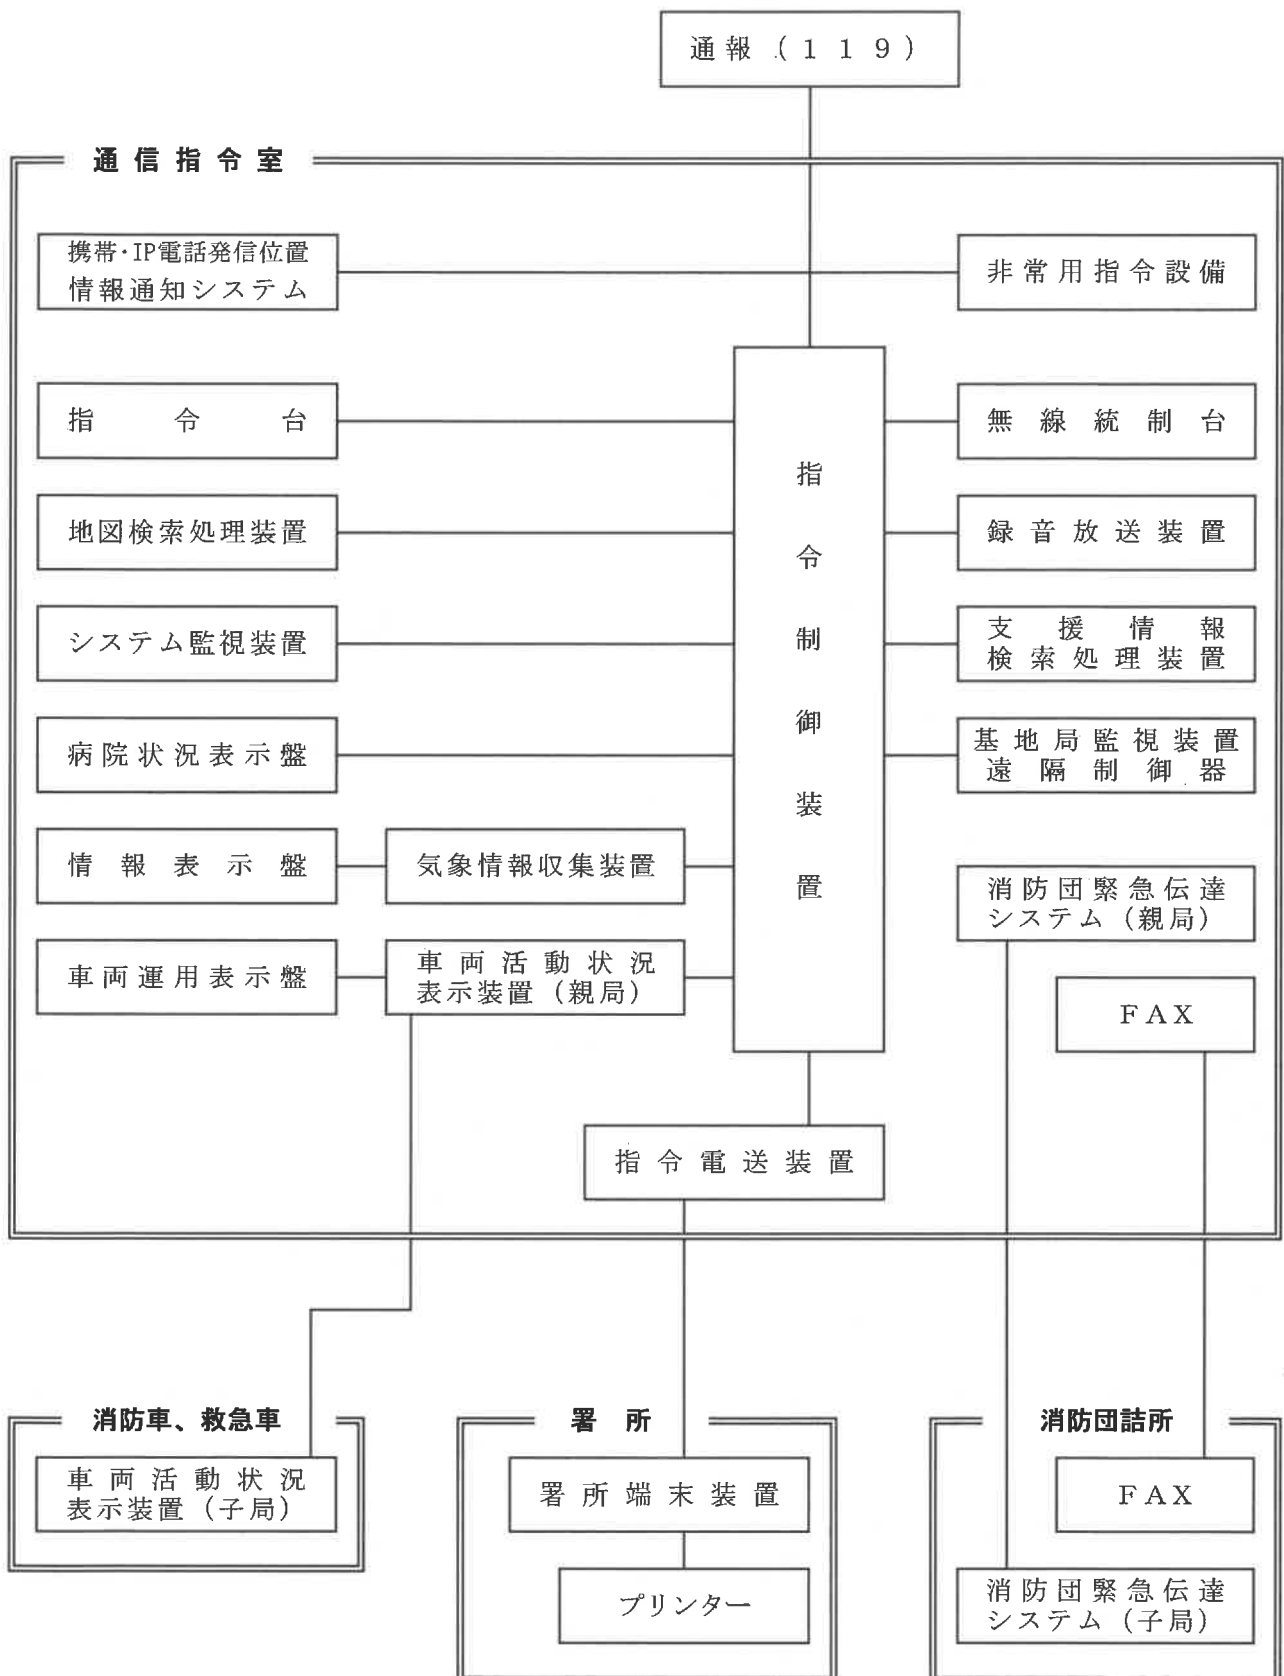 通報（１１９）
通信指令室
携帯・IP電話発信位置
情報通知システム
非常用指令設備
指令台
無線統制台
地図検索処理装置
録音放送装置
システム監視装置
支援情報
検索処理装置
病院状況表示盤
基地局監視装置
遠隔制御器
指令制御装置
情報表示盤
気象情報収集装置
消防団緊急伝達
システム（親局）
車両運用表示盤
車両活動状況
表示装置（親局）
ＦＡＸ
指令電送装置
消防車、救急車
車両活動状況
表示装置（子局）
署所
署所端末装置
プリンター
消防団詰所
ＦＡＸ
消防団緊急伝達
システム（子局）